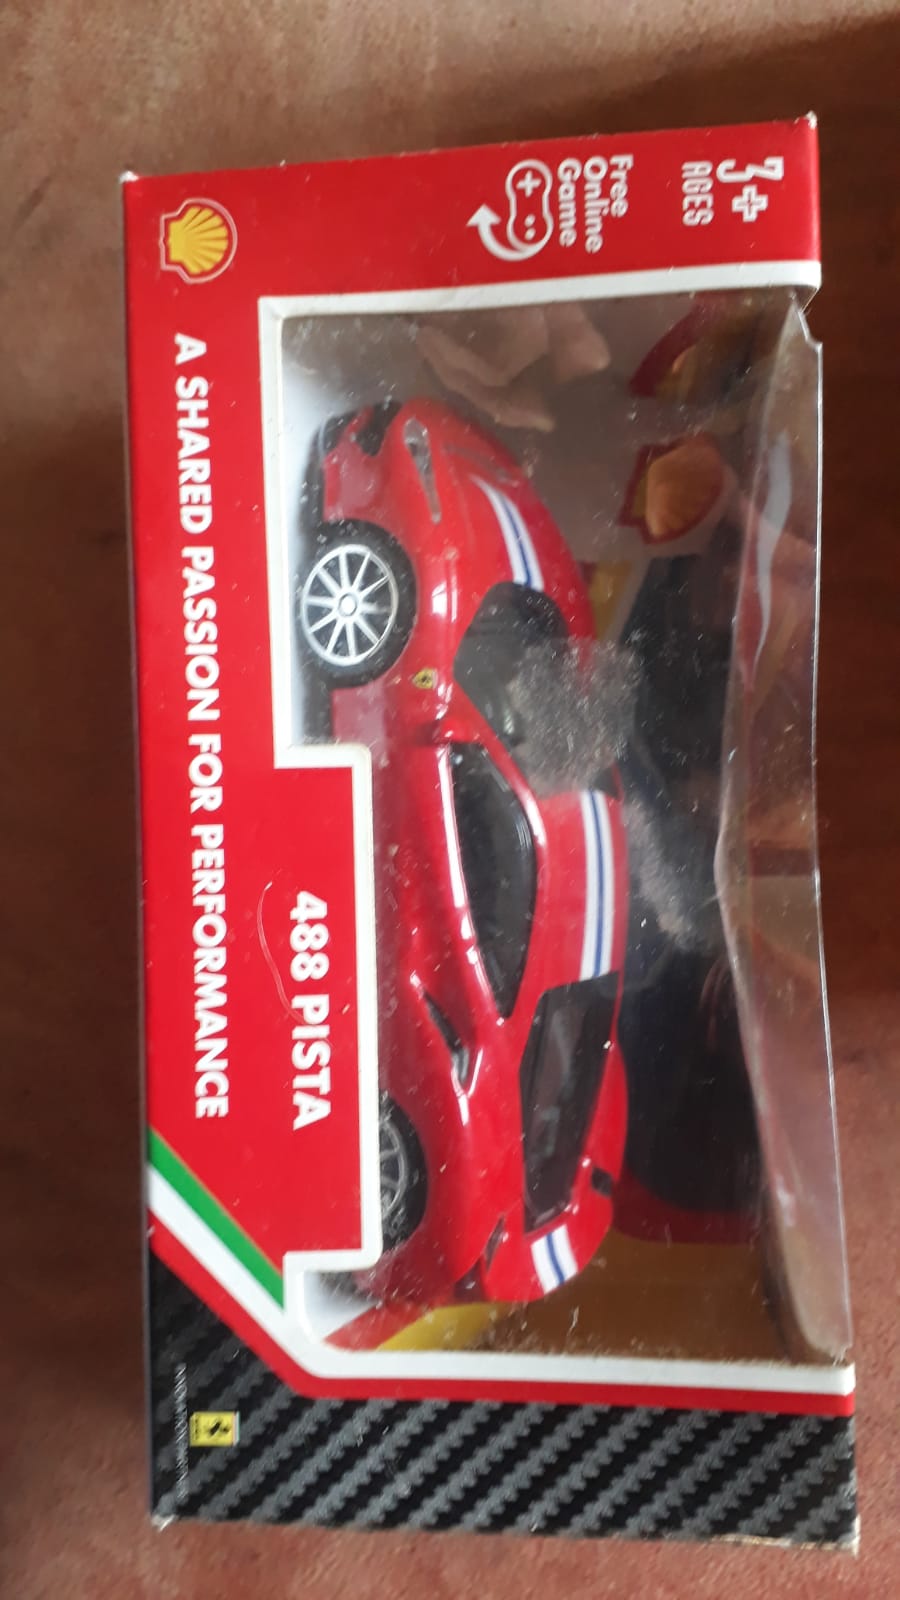 3+
AGES
Free
Online
Game
488 PISTA
A SHARED PASSION FOR PERFORMANCE